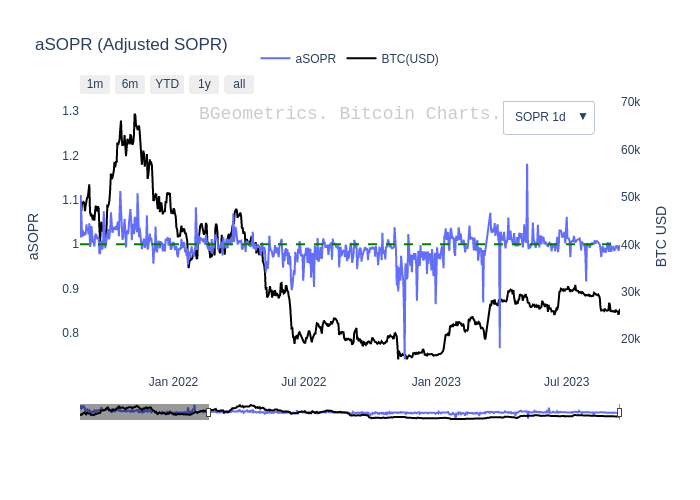 aSOPR (Adjusted SOPR)
aSOPR
BTC(USD)
1m
6m
YTD
1y
all
BGeometrics. Bitcoin Charts.
SOPR 1d
▼
1.3
1.2
1.1
1
0.9
0.8
aSOPR
70k
60k
50k
40k
30k
20k
BTC USD
Jan 2022
Jul 2022
Jan 2023
Jul 2023